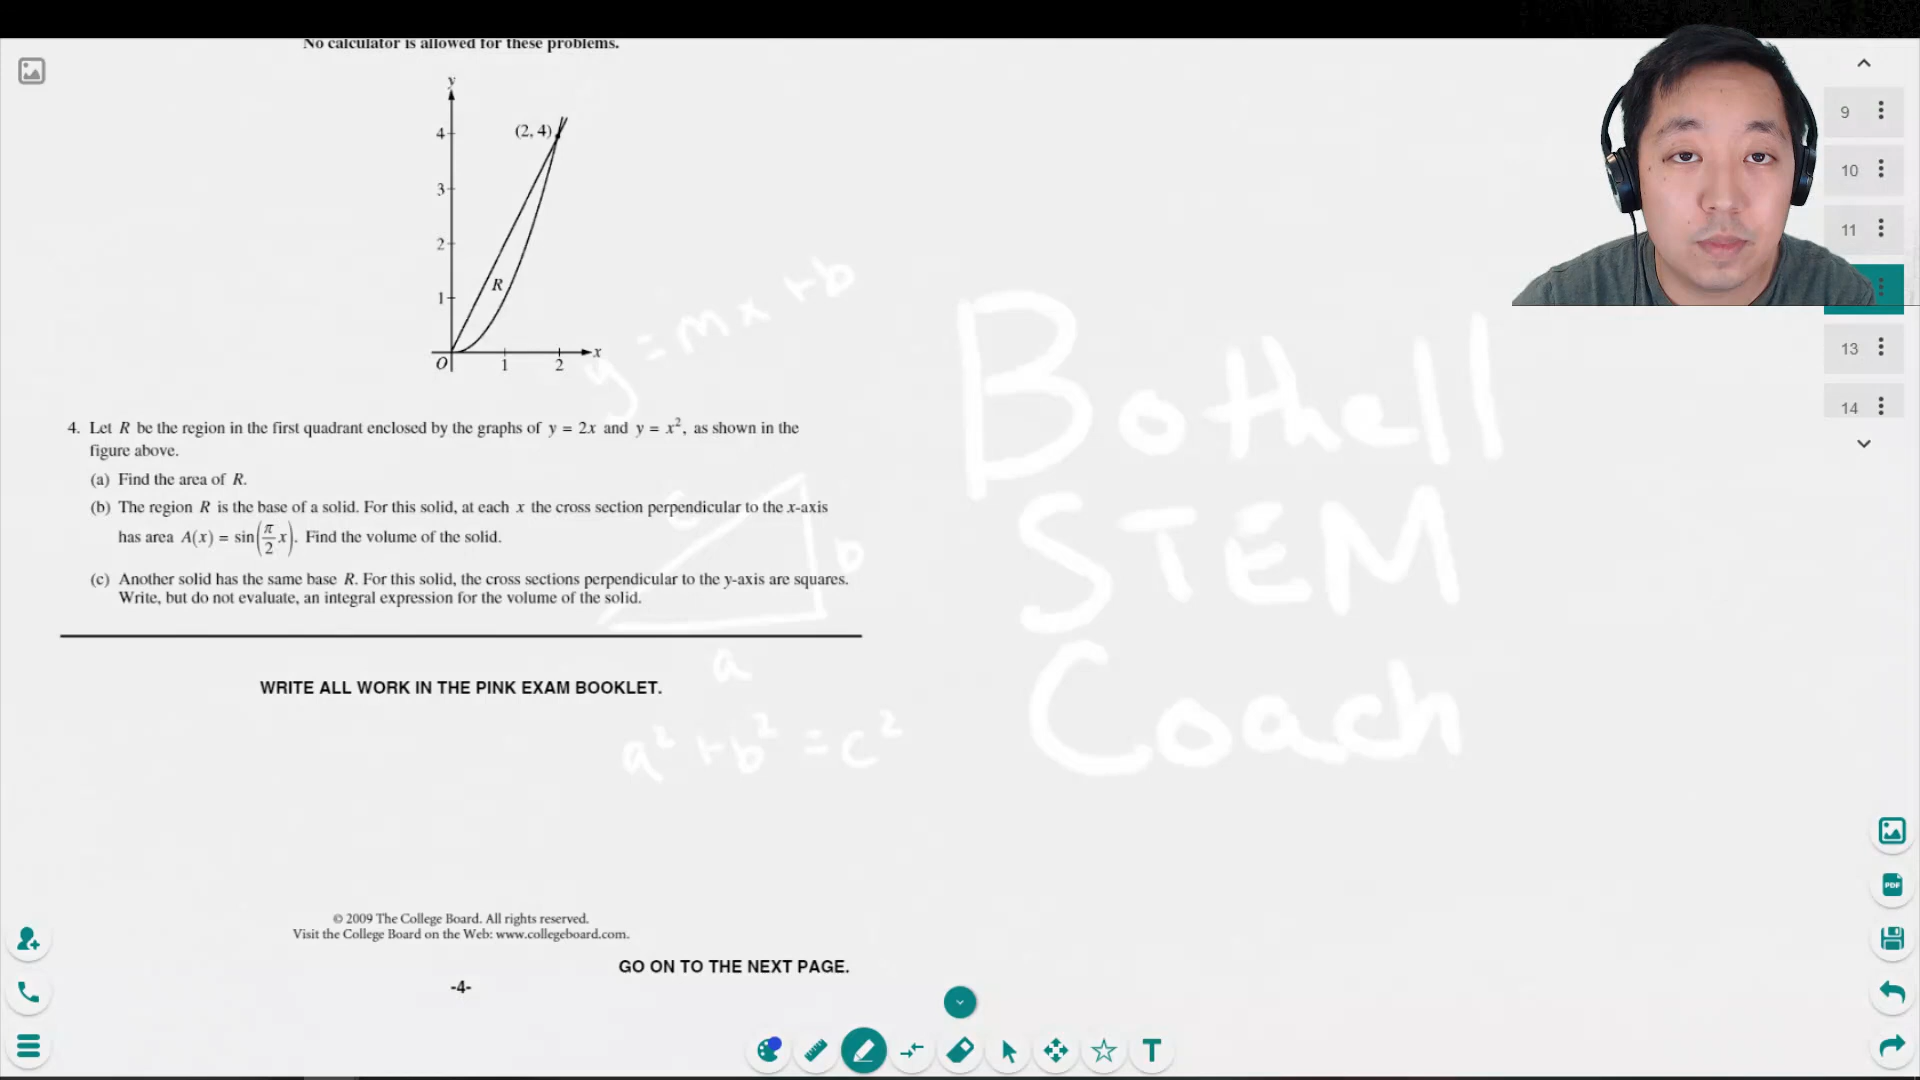 No calculator is allowed for these problems.
y
4
(2, 4)
3
2
R
1
O
1
2
x
y = mx + b
4. Let R be the region in the first quadrant enclosed by the graphs of y = 2x and y = x², as shown in the
figure above.
(a) Find the area of R.
(b) The region R is the base of a solid. For this solid, at each x the cross section perpendicular to the x-axis
has area A(x) = sin(π/2 x). Find the volume of the solid.
(c) Another solid has the same base R. For this solid, the cross sections perpendicular to the y-axis are squares.
Write, but do not evaluate, an integral expression for the volume of the solid.
c
b
a
a² + b² = c²
Bothell
STEM
Coach
WRITE ALL WORK IN THE PINK EXAM BOOKLET.
© 2009 The College Board. All rights reserved.
Visit the College Board on the Web: www.collegeboard.com.
GO ON TO THE NEXT PAGE.
-4-
9
10
11
13
14
PDF
T